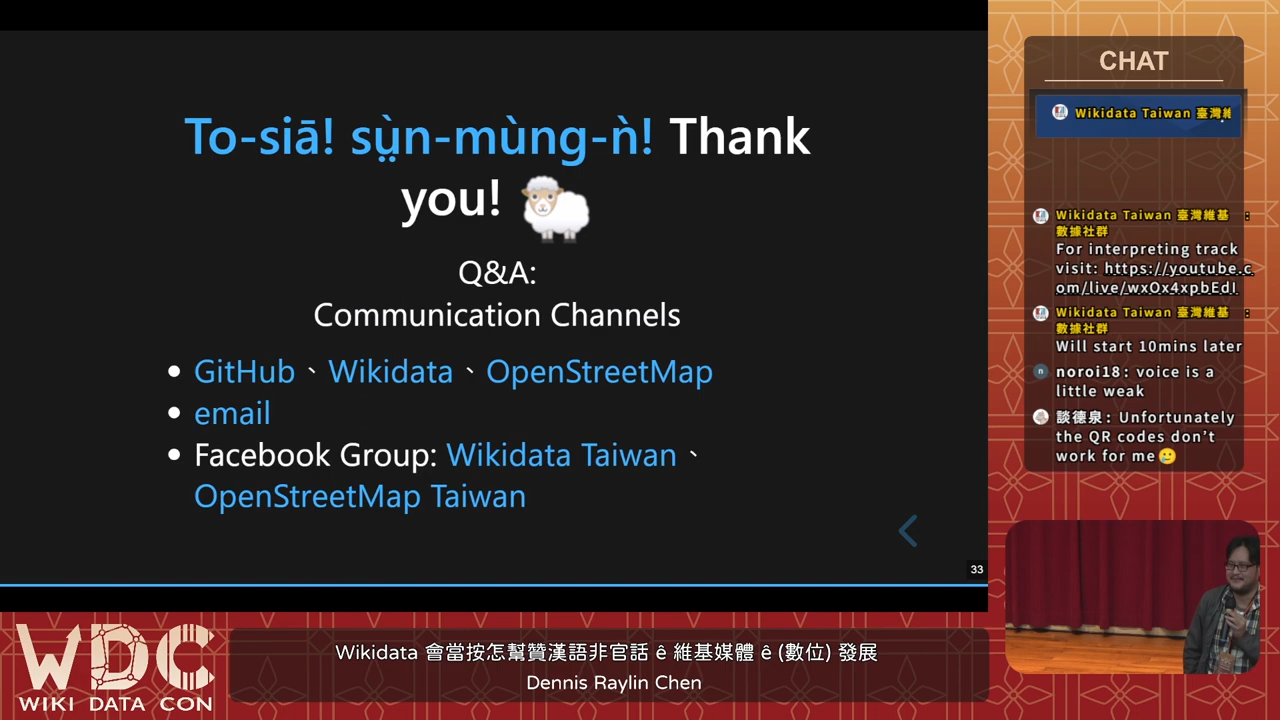 To-siā! sṳ̀n-mùng-ǹ! Thank
you!
Q&A:
Communication Channels
GitHub、Wikidata、OpenStreetMap
email
Facebook Group: Wikidata Taiwan、
OpenStreetMap Taiwan
33
CHAT
Wikidata Taiwan 臺灣維
Wikidata Taiwan 臺灣維基數據社群:
For interpreting track
visit: https://youtube.c
om/live/wxOx4xpbEdI
Wikidata Taiwan 臺灣維基數據社群:
Will start 10mins later
noroi18: voice is a
little weak
談德泉: Unfortunately
the QR codes don't
work for me🥲
WDC
WIKI DATA CON
Wikidata 會當按怎幫贊漢語非官話 ê 維基媒體 ê (數位) 發展
Dennis Raylin Chen